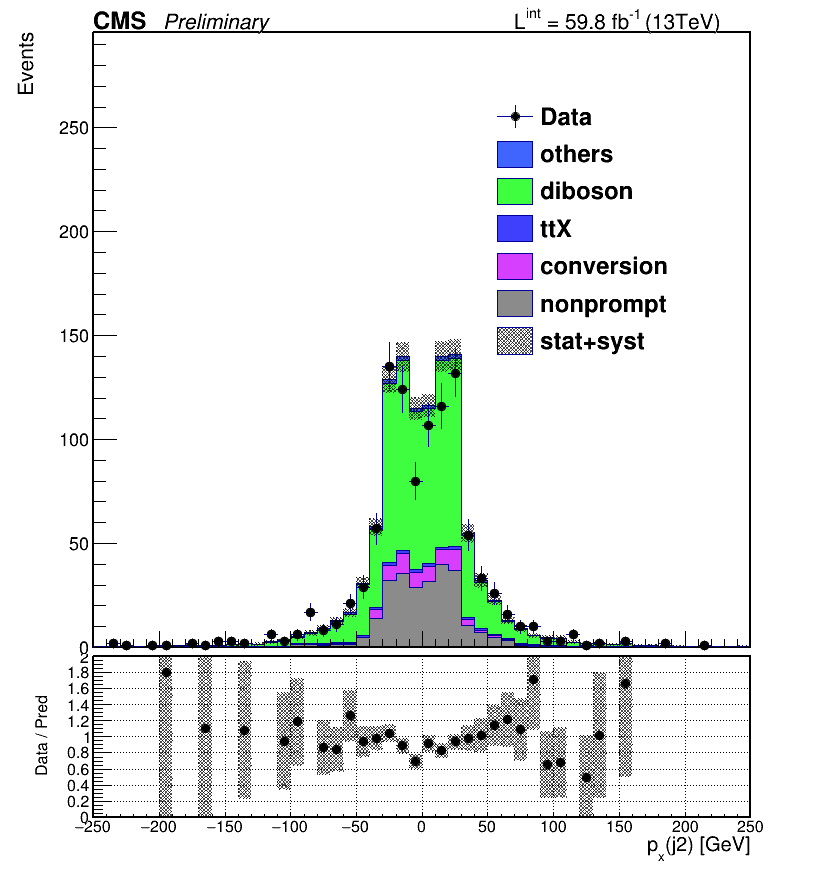 CMS Preliminary L^int = 59.8 fb^-1 (13TeV)
Events
250
200
150
100
50
0
Data
others
diboson
ttX
conversion
nonprompt
stat+syst
Data / Pred
2
1.8
1.6
1.4
1.2
1
0.8
0.6
0.4
0.2
0
−250 −200 −150 −100 −50 0 50 100 150 200 250
p_x(j2) [GeV]